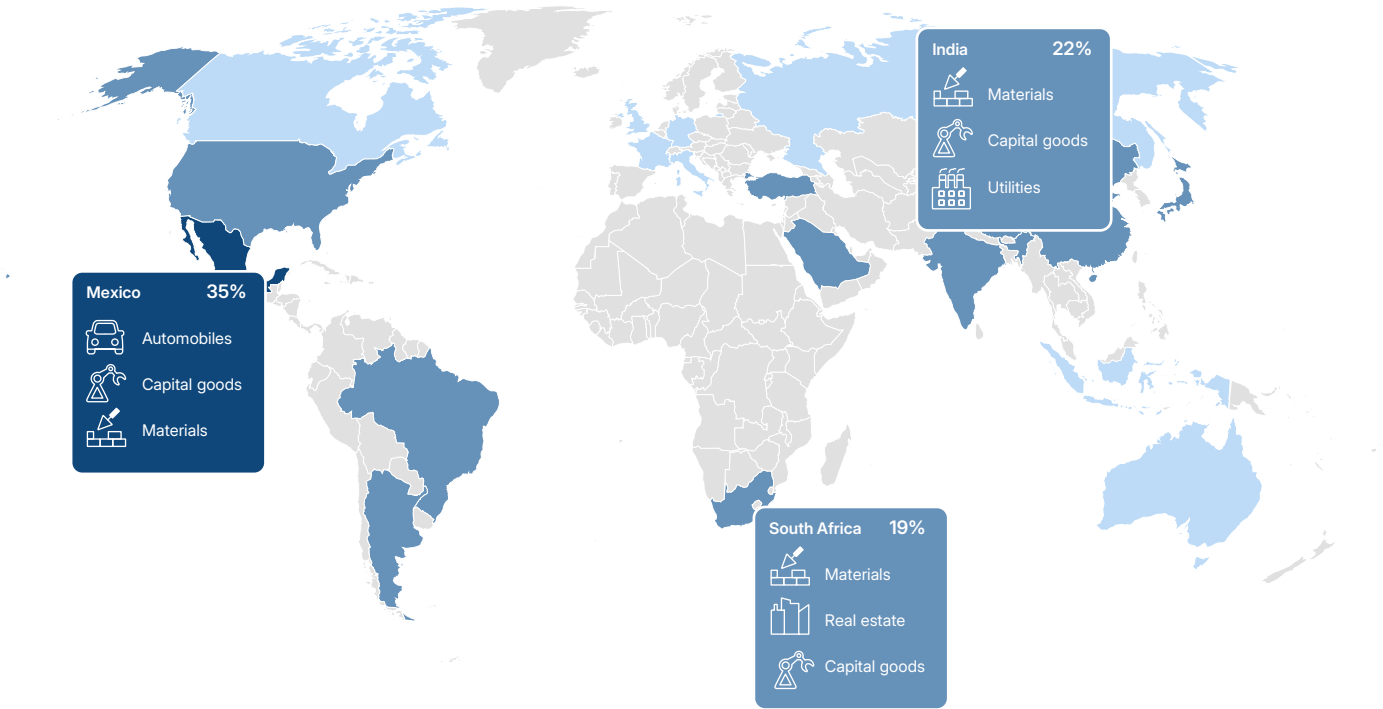 India 22%
Materials
Capital goods
Utilities
Mexico 35%
Automobiles
Capital goods
Materials
South Africa 19%
Materials
Real estate
Capital goods